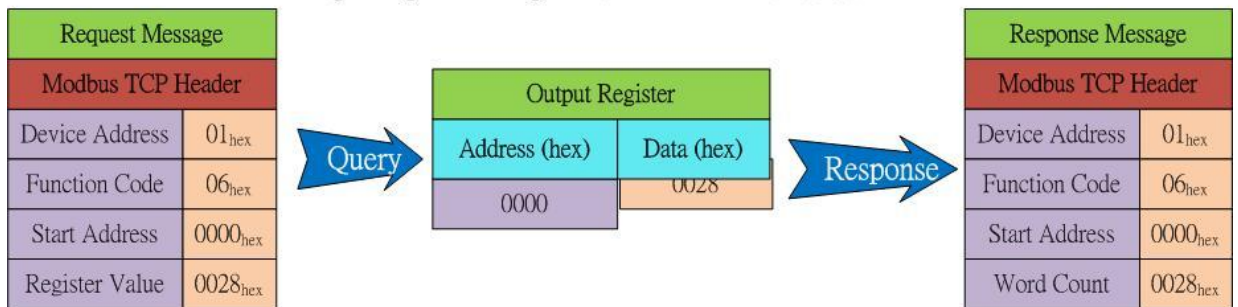 Request Message
Modbus TCP Header
Device Address 01hex
Function Code 06hex
Start Address 0000hex
Register Value 0028hex
Query
Output Register
Address (hex) Data (hex)
0000 0028
Response
Response Message
Modbus TCP Header
Device Address 01hex
Function Code 06hex
Start Address 0000hex
Word Count 0028hex